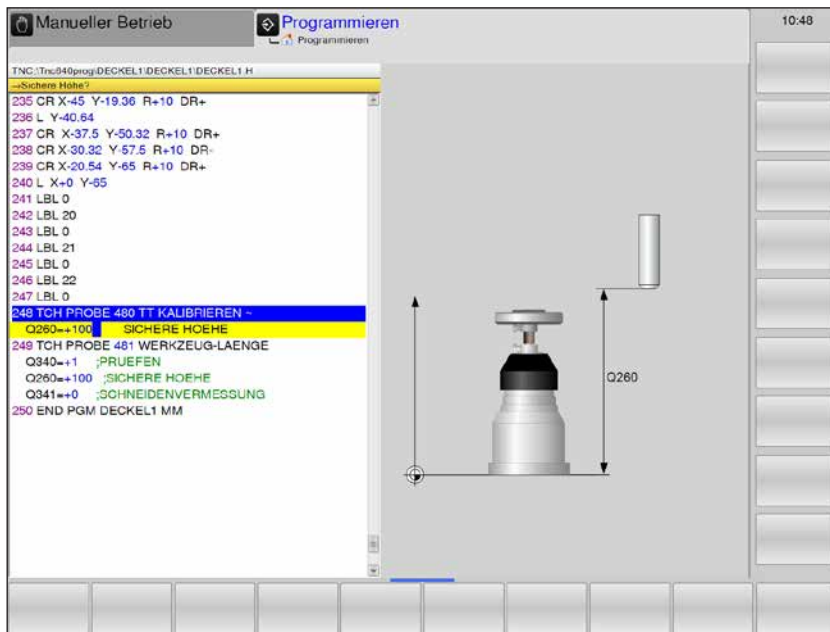 Manueller Betrieb
Programmieren
Programmieren
10:48
TNC:\Tnc640prog\DECKEL1\DECKEL1\DECKEL1.H
→Sichere Höhe?
235 CR X-45 Y-19.36 R+10 DR+
236 L Y-40.64
237 CR X-37.5 Y-50.32 R+10 DR+
238 CR X-30.32 Y-57.5 R+10 DR-
239 CR X-20.54 Y-65 R+10 DR+
240 L X+0 Y-65
241 LBL 0
242 LBL 20
243 LBL 0
244 LBL 21
245 LBL 0
246 LBL 22
247 LBL 0
248 TCH PROBE 480 TT KALIBRIEREN ~
Q260=+100 SICHERE HOEHE
249 TCH PROBE 481 WERKZEUG-LAENGE
Q340=+1 ;PRUEFEN
Q260=+100 ;SICHERE HOEHE
Q341=+0 ;SCHNEIDENVERMESSUNG
250 END PGM DECKEL1 MM
Q260